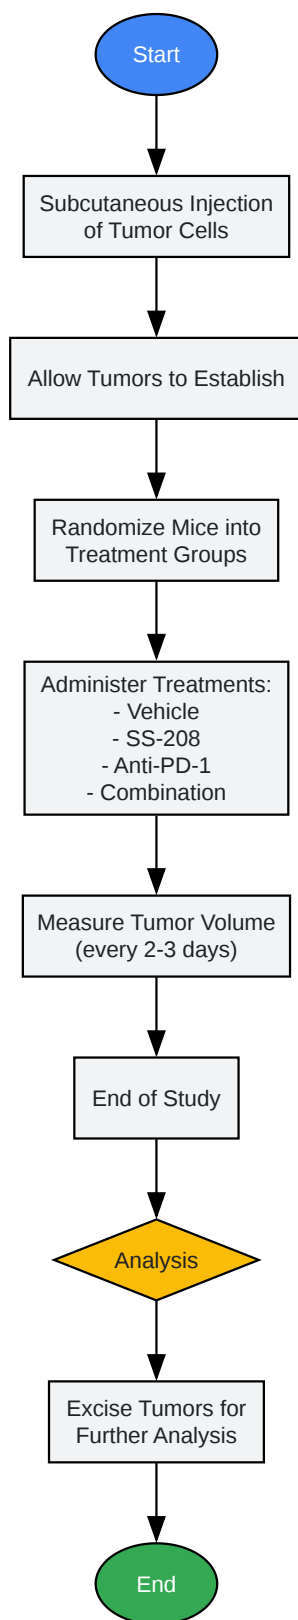 Start
Subcutaneous Injection
of Tumor Cells
Allow Tumors to Establish
Randomize Mice into
Treatment Groups
Administer Treatments:
- Vehicle
- SS-208
- Anti-PD-1
- Combination
Measure Tumor Volume
(every 2-3 days)
End of Study
Analysis
Excise Tumors for
Further Analysis
End